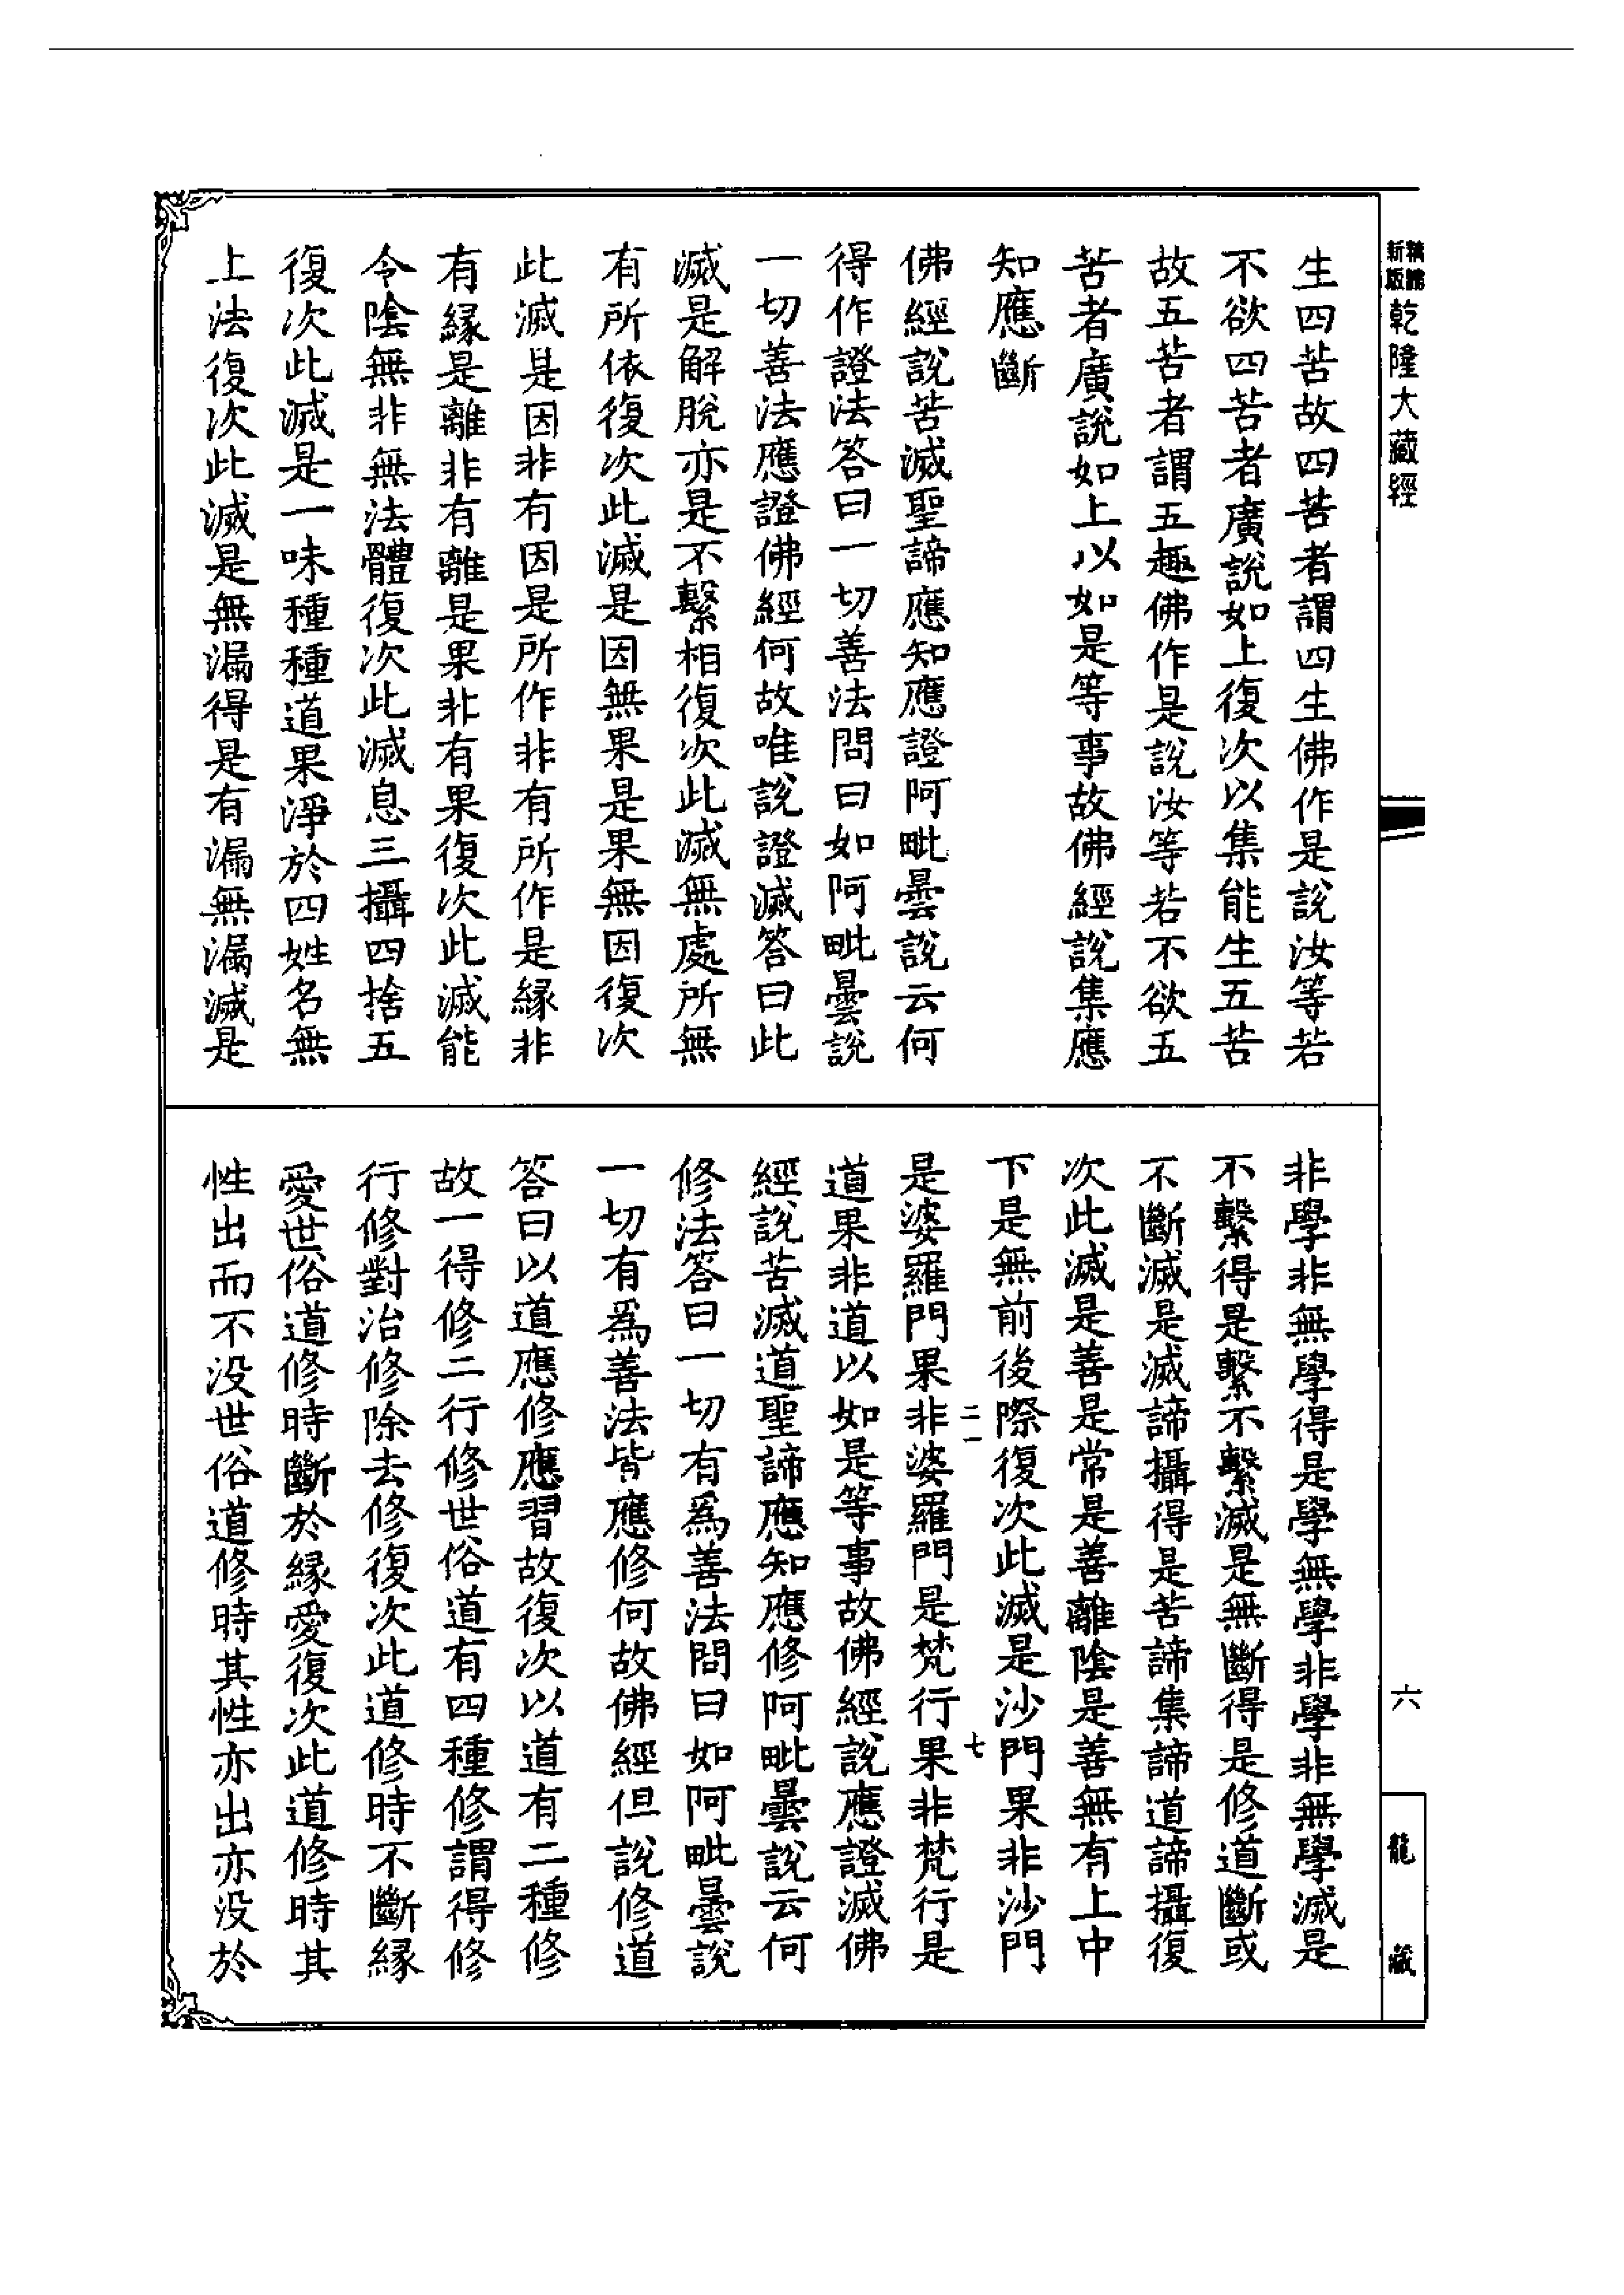 新版
乾隆大藏經
生四苦故四苦者謂四生佛作是說汝等若
不欲四苦者廣說如上復次以集能生五苦
故五苦者謂五趣佛作是說汝等若不欲五
苦者廣說如上以如是等事故佛經說集應
知應斷
佛經說苦滅聖諦應知應證阿毗曇說云何
得作證法答曰一切善法問曰如阿毗曇說
一切善法應證佛經何故唯說證滅答曰此
滅是解脫亦是不繫相復次此滅無處所無
有所依復次此滅是因無果是果無因復次
此滅是因非有因是所作非有所作是緣非
有緣是離非有離是果非有果復次此滅能
令陰無非無法體復次此滅息三攝四捨五
復次此滅是一味種種道果淨於四姓名無
上法復次此滅是無漏得是有漏無漏滅是
非學非無學得是學無學非學非無學滅是
不繫得是繫不繫滅是無斷得是修道斷或
不斷滅是滅諦攝得是苦諦集諦道諦攝復
次此滅是善是常是善離陰是善無有上中
下是無前後際復次此滅是沙門果非沙門
二一
七
是婆羅門果非婆羅門是梵行果非梵行是
道果非道以如是等事故佛經說應證滅佛
經說苦滅道聖諦應知應修阿毗曇說云何
修法答曰一切有為善法問曰如阿毗曇說
一切有為善法皆應修何故佛經但說修道
答曰以道應修應習故復次以道有二種修
故一得修二行修世俗道有四種修謂得修
行修對治修除去修復次此道修時不斷緣
愛世俗道修時斷於緣愛復次此道修時其
性出而不没世俗道修時其性亦出亦没於
六
龍藏